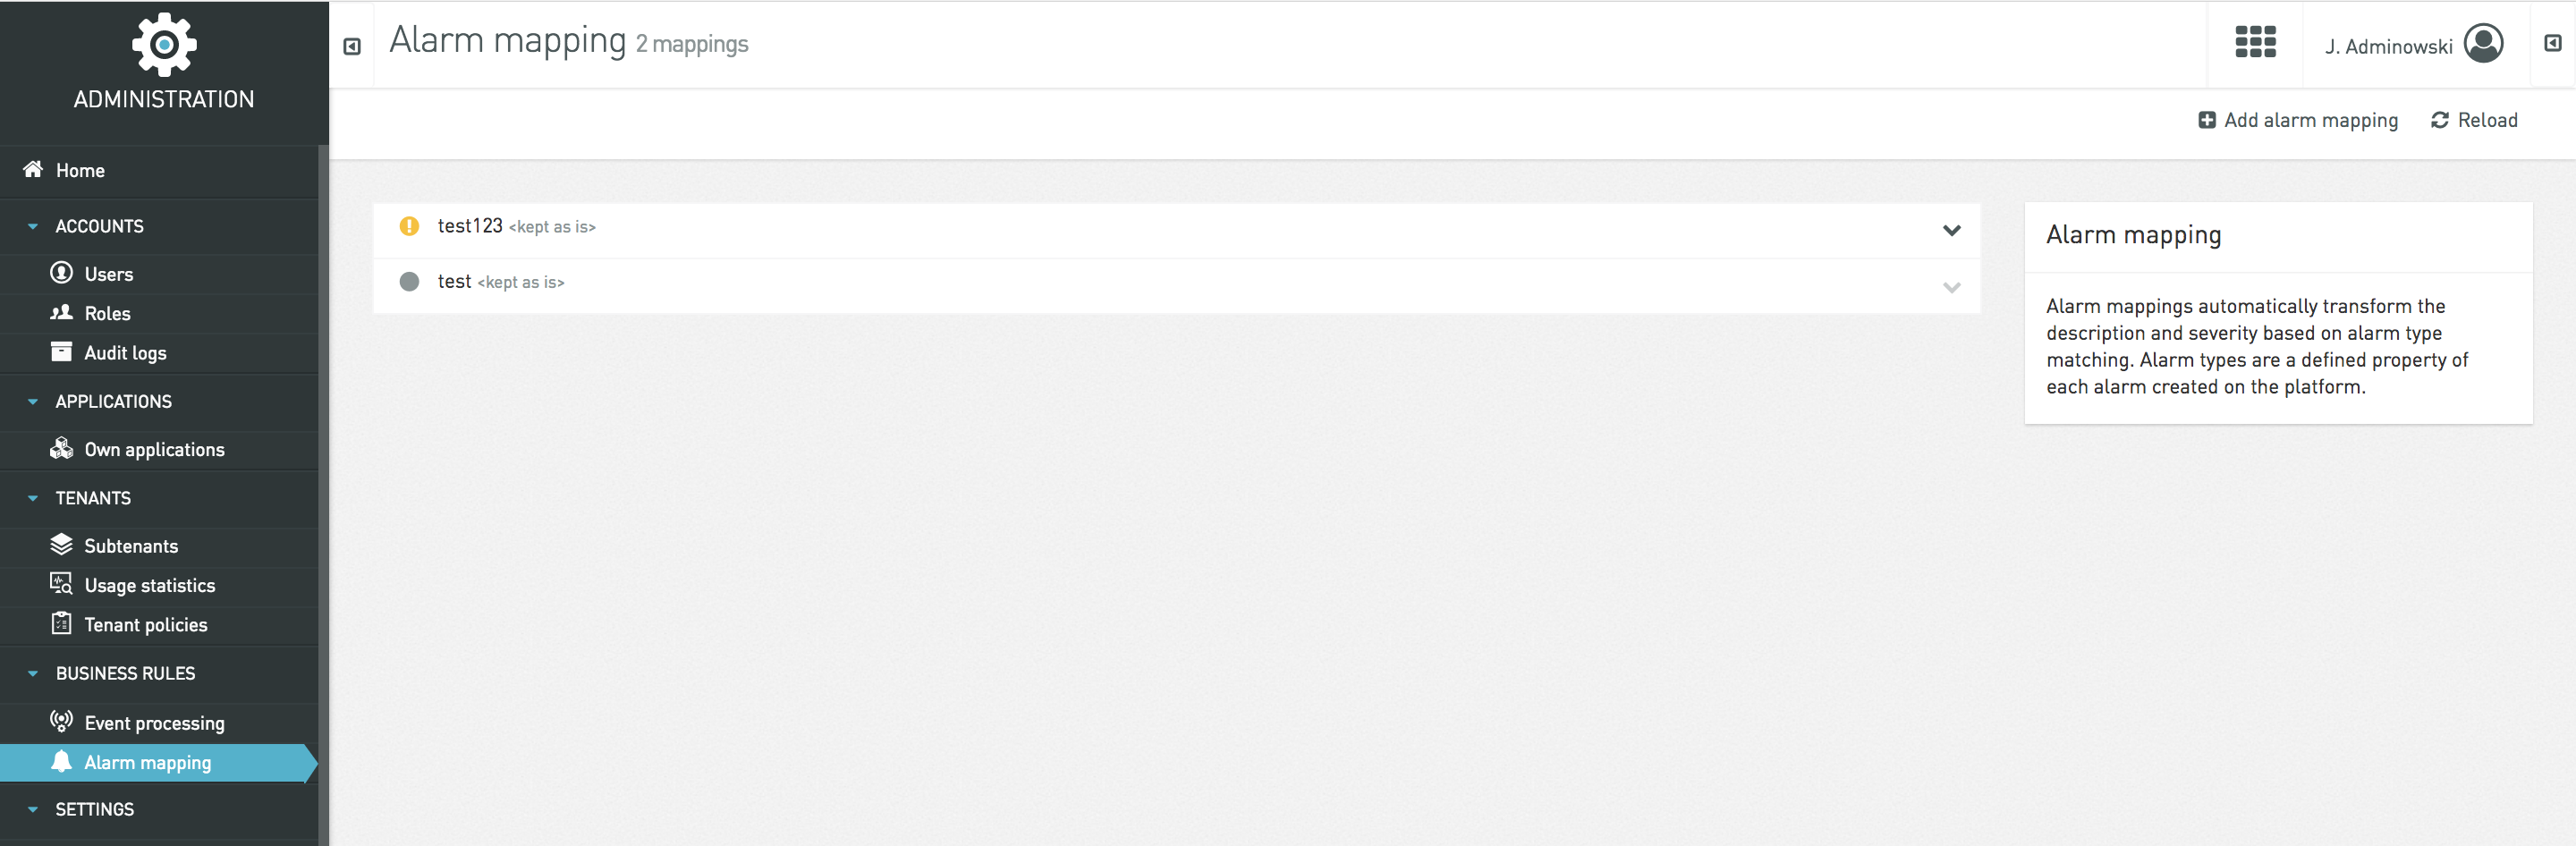 ADMINISTRATION
Home
ACCOUNTS
Users
Roles
Audit logs
APPLICATIONS
Own applications
TENANTS
Subtenants
Usage statistics
Tenant policies
BUSINESS RULES
Event processing
Alarm mapping
SETTINGS
Alarm mapping 2 mappings
J. Adminowski
Add alarm mapping
Reload
test123 <kept as is>
test <kept as is>
Alarm mapping
Alarm mappings automatically transform the
description and severity based on alarm type
matching. Alarm types are a defined property of
each alarm created on the platform.